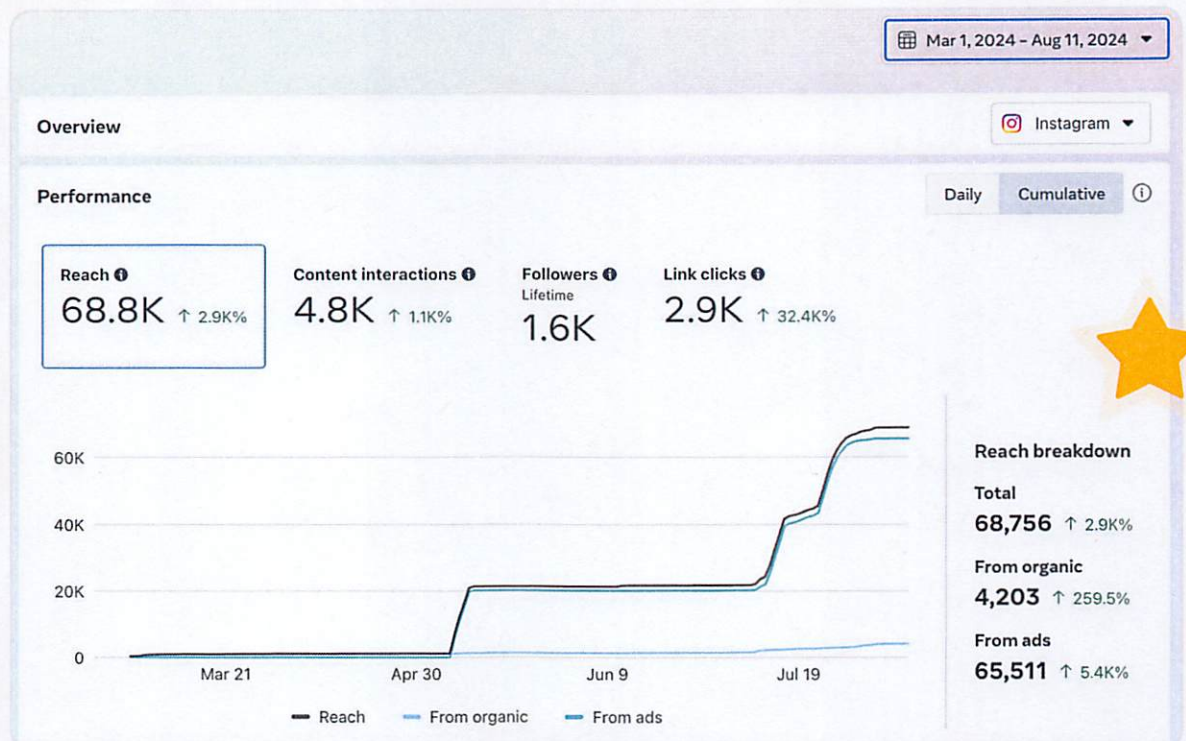 Mar 1, 2024 – Aug 11, 2024
Overview
Instagram
Performance
Daily Cumulative
Reach Content interactions Followers Link clicks
Lifetime
68.8K ↑ 2.9K% 4.8K ↑ 1.1K% 1.6K 2.9K ↑ 32.4K%
60K
40K
20K
0
Mar 21 Apr 30 Jun 9 Jul 19
Reach From organic From ads
Reach breakdown
Total
68,756 ↑ 2.9K%
From organic
4,203 ↑ 259.5%
From ads
65,511 ↑ 5.4K%